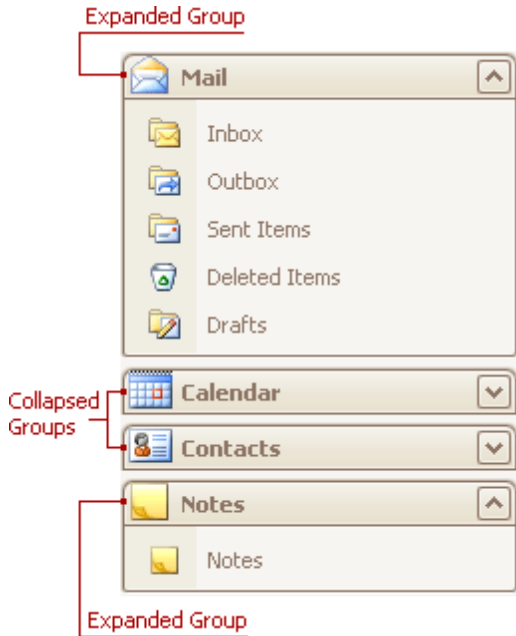 Expanded Group
Mail
Inbox
Outbox
Sent Items
Deleted Items
Drafts
Calendar
Collapsed
Groups
Contacts
Notes
Notes
Expanded Group